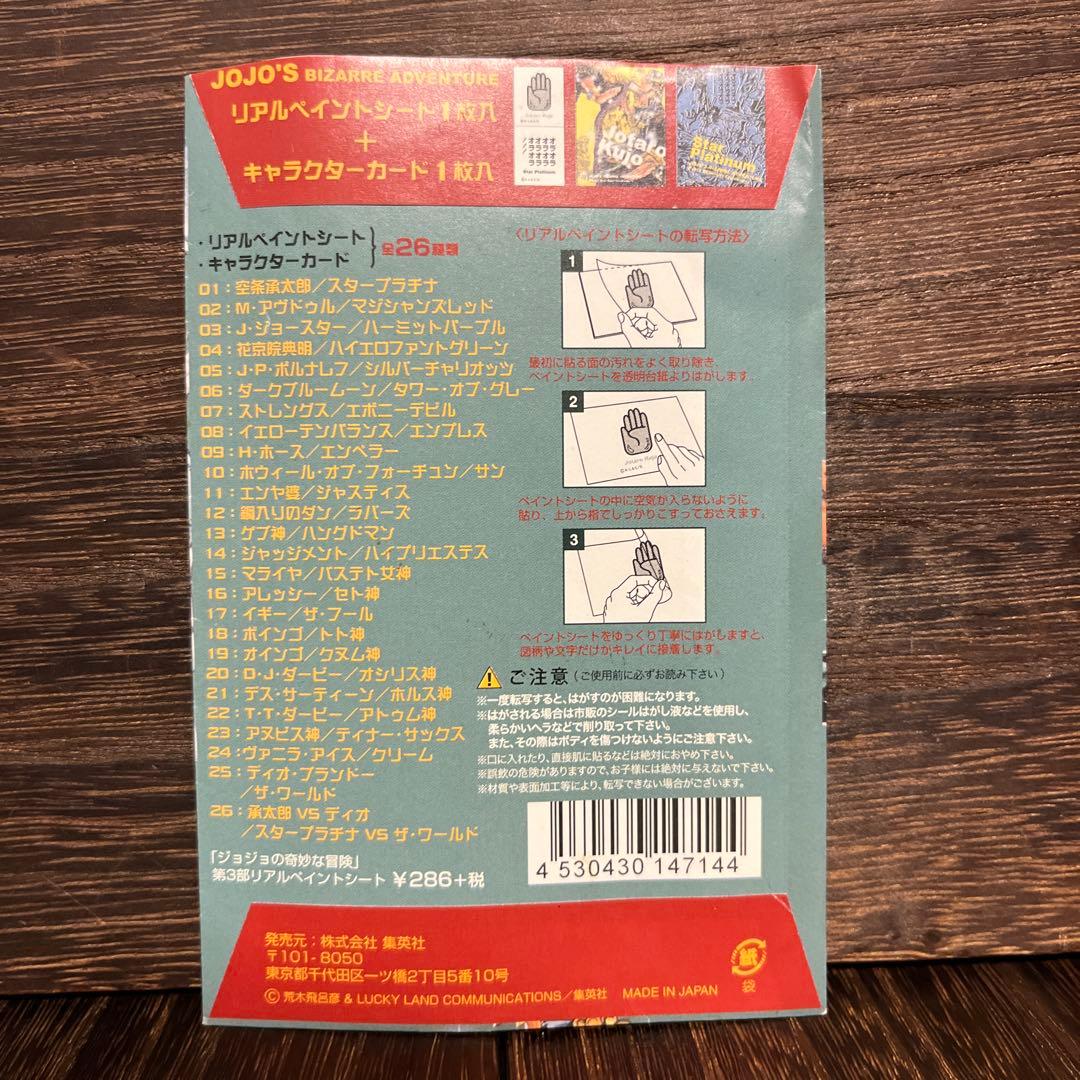 JOJO'S BIZARRE ADVENTURE
リアルペイントシート1枚入
+
キャラクターカード1枚入
Jotaro Kujo
オオオオ
ラララララ
オオオオ
ラララララ
Star Platinum
Jotaro
Kujo
Star
Platinum
・リアルペイントシート
・キャラクターカード
全26種類
01:空条承太郎/スタープラチナ
02:M・アヴドゥル/マジシャンズレッド
03:J・ジョースター/ハーミットパープル
04:花京院典明/ハイエロファントグリーン
05:J・P・ポルナレフ/シルバーチャリオッツ
06:ダークブルームーン/タワー・オブ・グレー
07:ストレングス/エボニーデビル
08:イエローテンパランス/エンプレス
09:H・ホース/エンペラー
10:ホウィール・オブ・フォーチュン/サン
11:エンヤ婆/ジャスティス
12:鋼入りのダン/ラバーズ
13:ゲブ神/ハングドマン
14:ジャッジメント/ハイプリエステス
15:マライヤ/バステト女神
16:アレッシー/セト神
17:イギー/ザ・フール
18:ボインゴ/トト神
19:オインゴ/クヌム神
20:D・J・ダービー/オシリス神
21:デス・サーティーン/ホルス神
22:T・T・ダービー/アトゥム神
23:アヌビス神/ティナー・サックス
24:ヴァニラ・アイス/クリーム
25:ディオ・ブランドー
/ザ・ワールド
26:承太郎 VS ディオ
/スタープラチナ VS ザ・ワールド
「ジョジョの奇妙な冒険」
第3部リアルペイントシート ¥286+税
〈リアルペイントシートの転写方法〉
1
最初に貼る面の汚れをよく取り除き、
ペイントシートを透明台紙よりはがします。
2
Jotaro Kujo
ペイントシートの中に空気が入らないように
貼り、上から指でしっかりこすっておさえます。
3
ペイントシートをゆっくり丁寧にはがしますと、
図柄や文字だけがキレイに接着します。
ご注意(ご使用前に必ずお読み下さい)
※一度転写すると、はがすのが困難になります。
※はがされる場合は市販のシールはがし液などを使用し、
柔らかいヘラなどで削り取って下さい。
また、その際はボディを傷つけないようにご注意下さい。
※口に入れたり、直接肌に貼るなどは絶対におやめ下さい。
※誤飲の危険がありますので、お子様には絶対に与えないで下さい。
※材質や表面加工等により、転写できない場合がございます。
4 530430 147144
発売元:株式会社 集英社
〒101-8050
東京都千代田区一ツ橋2丁目5番10号
© 荒木飛呂彦 & LUCKY LAND COMMUNICATIONS/集英社 MADE IN JAPAN
紙
袋